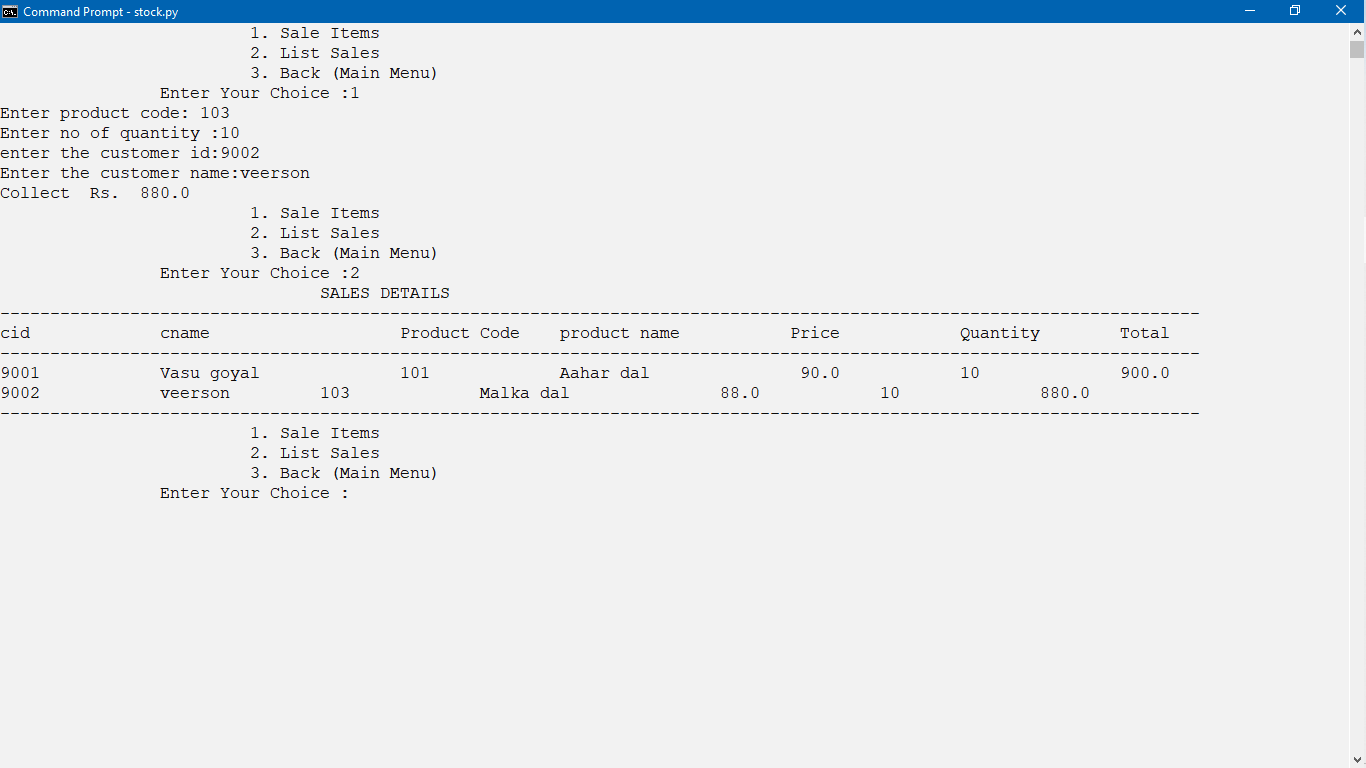 Command Prompt - stock.py
1. Sale Items
2. List Sales
3. Back (Main Menu)
Enter Your Choice :1
Enter product code: 103
Enter no of quantity :10
enter the customer id:9002
Enter the customer name:veerson
Collect  Rs.  880.0
1. Sale Items
2. List Sales
3. Back (Main Menu)
Enter Your Choice :2
SALES DETAILS
------------------------------------------------------------------------------------------------------------------------
cid             cname                   Product Code    product name           Price            Quantity        Total
------------------------------------------------------------------------------------------------------------------------
9001            Vasu goyal              101             Aahar dal               90.0            10              900.0
9002            veerson         103             Malka dal               88.0            10              880.0
------------------------------------------------------------------------------------------------------------------------
1. Sale Items
2. List Sales
3. Back (Main Menu)
Enter Your Choice :